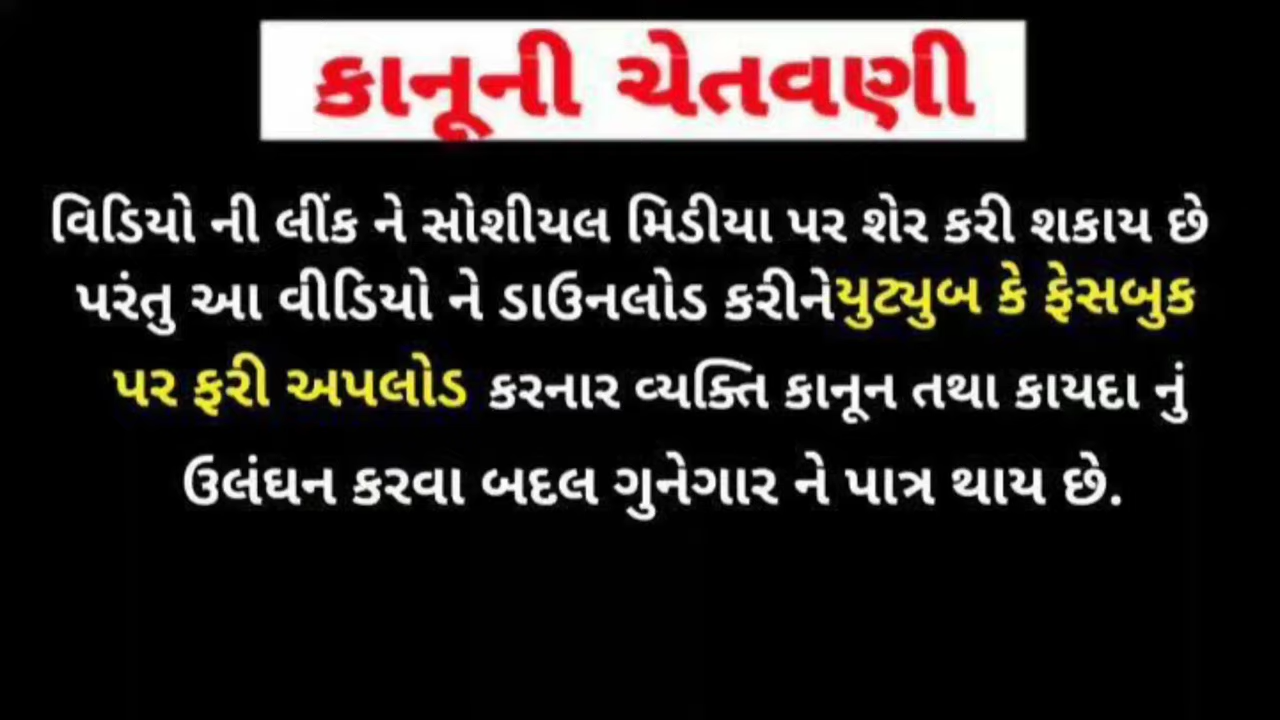 કાનૂની ચેતવણી
વિડિયો ની લીંક ને સોશીયલ મિડીયા પર શેર કરી શકાય છે
પરંતુ આ વીડિયો ને ડાઉનલોડ કરીને યુટ્યુબ કે ફેસબુક
પર ફરી અપલોડ કરનાર વ્યક્તિ કાનૂન તથા કાયદા નું
ઉલંઘન કરવા બદલ ગુનેગાર ને પાત્ર થાય છે.